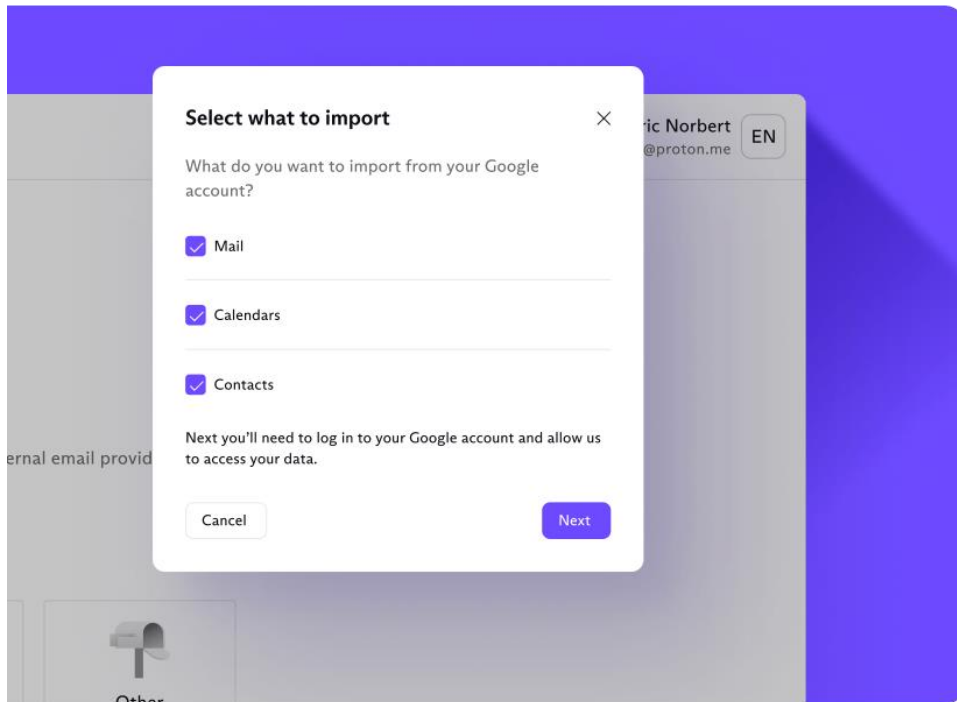 Select what to import
ric Norbert
EN
@proton.me
What do you want to import from your Google
account?
Mail
Calendars
Contacts
Next you’ll need to log in to your Google account and allow us
to access your data.
ernal email provid
Cancel
Next
Other